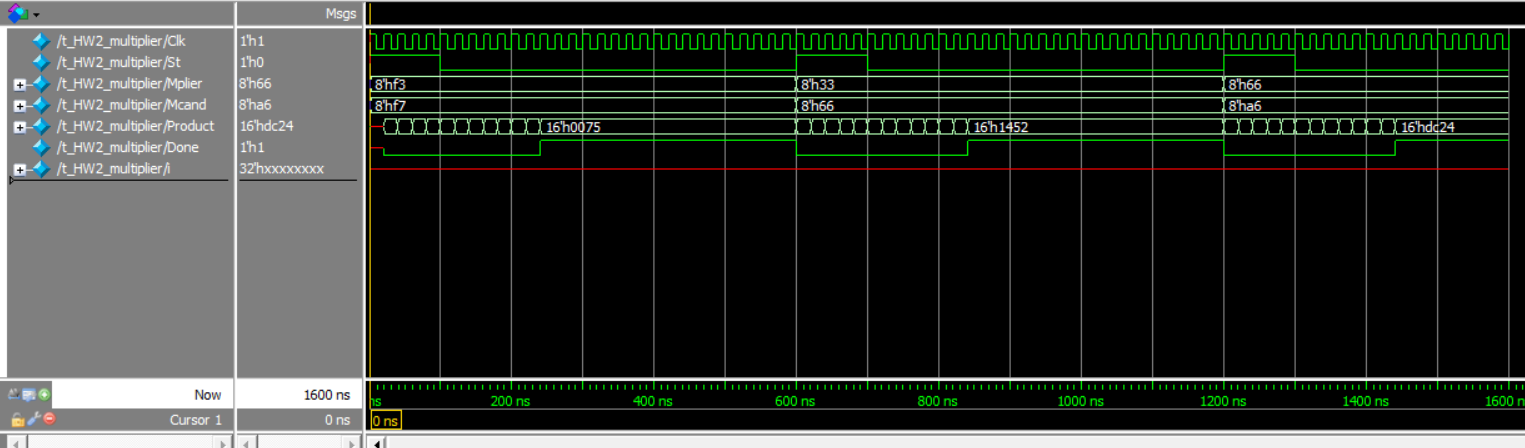 Msgs
/t_HW2_multiplier/Clk 1'h1
/t_HW2_multiplier/St 1'h0
/t_HW2_multiplier/Mplier 8'h66 8'hf3 8'h33 8'h66
/t_HW2_multiplier/Mcand 8'ha6 8'hf7 8'h66 8'ha6
/t_HW2_multiplier/Product 16'hdc24 16'h0075 16'h1452 16'hdc24
/t_HW2_multiplier/Done 1'h1
/t_HW2_multiplier/i 32'hxxxxxxxx
Now 1600 ns ns 200 ns 400 ns 600 ns 800 ns 1000 ns 1200 ns 1400 ns 1600 n
Cursor 1 0 ns 0 ns